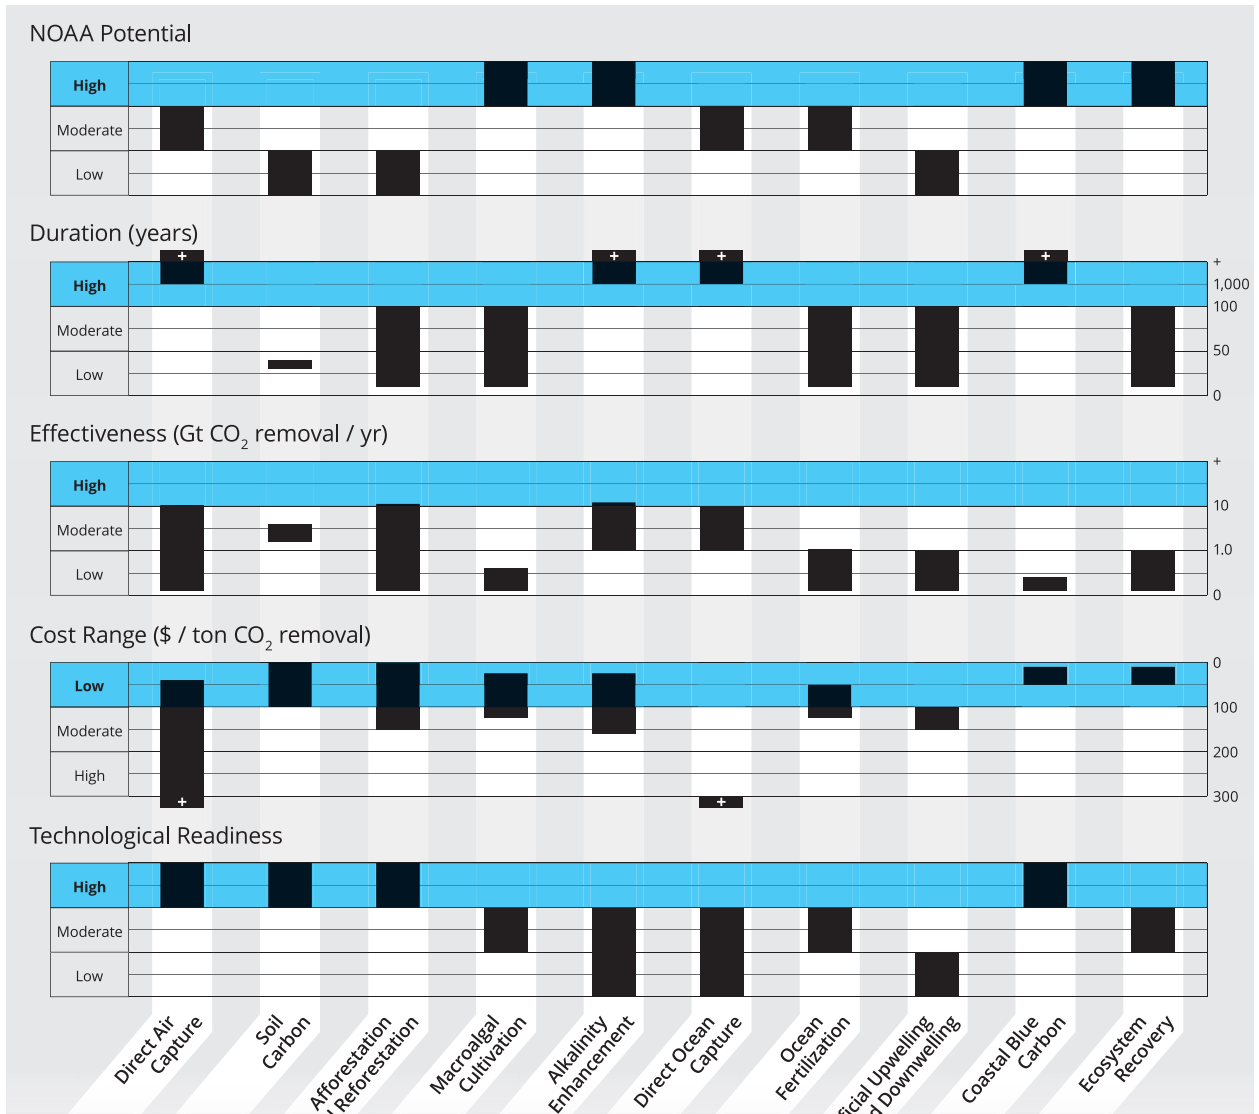 NOAA Potential
High
Moderate
Low
Duration (years)
+ + + +
High
Moderate
Low
+
1,000
100
50
0
Effectiveness (Gt CO₂ removal / yr)
High
Moderate
Low
+
10
1.0
0
Cost Range ($ / ton CO₂ removal)
Low
Moderate
High
0
100
200
300
+ +
Technological Readiness
High
Moderate
Low
Direct Air
Capture
Soil
Carbon
Afforestation
Reforestation
Macroalgal
Cultivation
Alkalinity
Enhancement
Direct Ocean
Capture
Ocean
Fertilization
Upwelling
Downwelling
Coastal Blue
Carbon
Ecosystem
Recovery